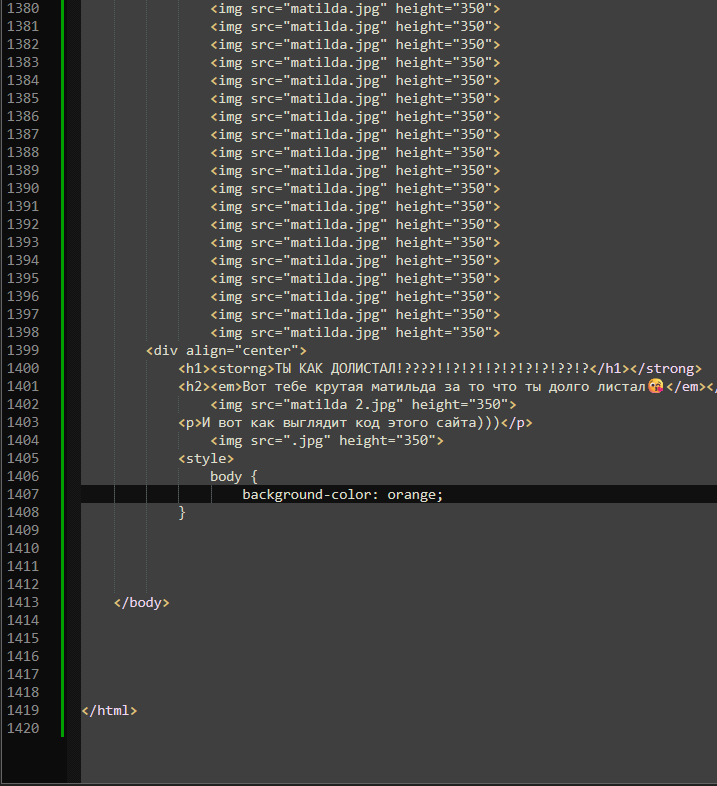 1380 <img src="matilda.jpg" height="350">
1381 <img src="matilda.jpg" height="350">
1382 <img src="matilda.jpg" height="350">
1383 <img src="matilda.jpg" height="350">
1384 <img src="matilda.jpg" height="350">
1385 <img src="matilda.jpg" height="350">
1386 <img src="matilda.jpg" height="350">
1387 <img src="matilda.jpg" height="350">
1388 <img src="matilda.jpg" height="350">
1389 <img src="matilda.jpg" height="350">
1390 <img src="matilda.jpg" height="350">
1391 <img src="matilda.jpg" height="350">
1392 <img src="matilda.jpg" height="350">
1393 <img src="matilda.jpg" height="350">
1394 <img src="matilda.jpg" height="350">
1395 <img src="matilda.jpg" height="350">
1396 <img src="matilda.jpg" height="350">
1397 <img src="matilda.jpg" height="350">
1398 <img src="matilda.jpg" height="350">
1399 <div align="center">
1400 <h1><storng>ТЫ КАК ДОЛИСТАЛ!????!!?!?!!?!?!?!?!??!?</h1></strong>
1401 <h2><em>Вот тебе крутая матильда за то что ты долго листал😘</em></
1402 <img src="matilda 2.jpg" height="350">
1403 <p>И вот как выглядит код этого сайта)))</p>
1404 <img src=".jpg" height="350">
1405 <style>
1406 body {
1407 background-color: orange;
1408 }
1409
1410
1411
1412
1413 </body>
1414
1415
1416
1417
1418
1419 </html>
1420